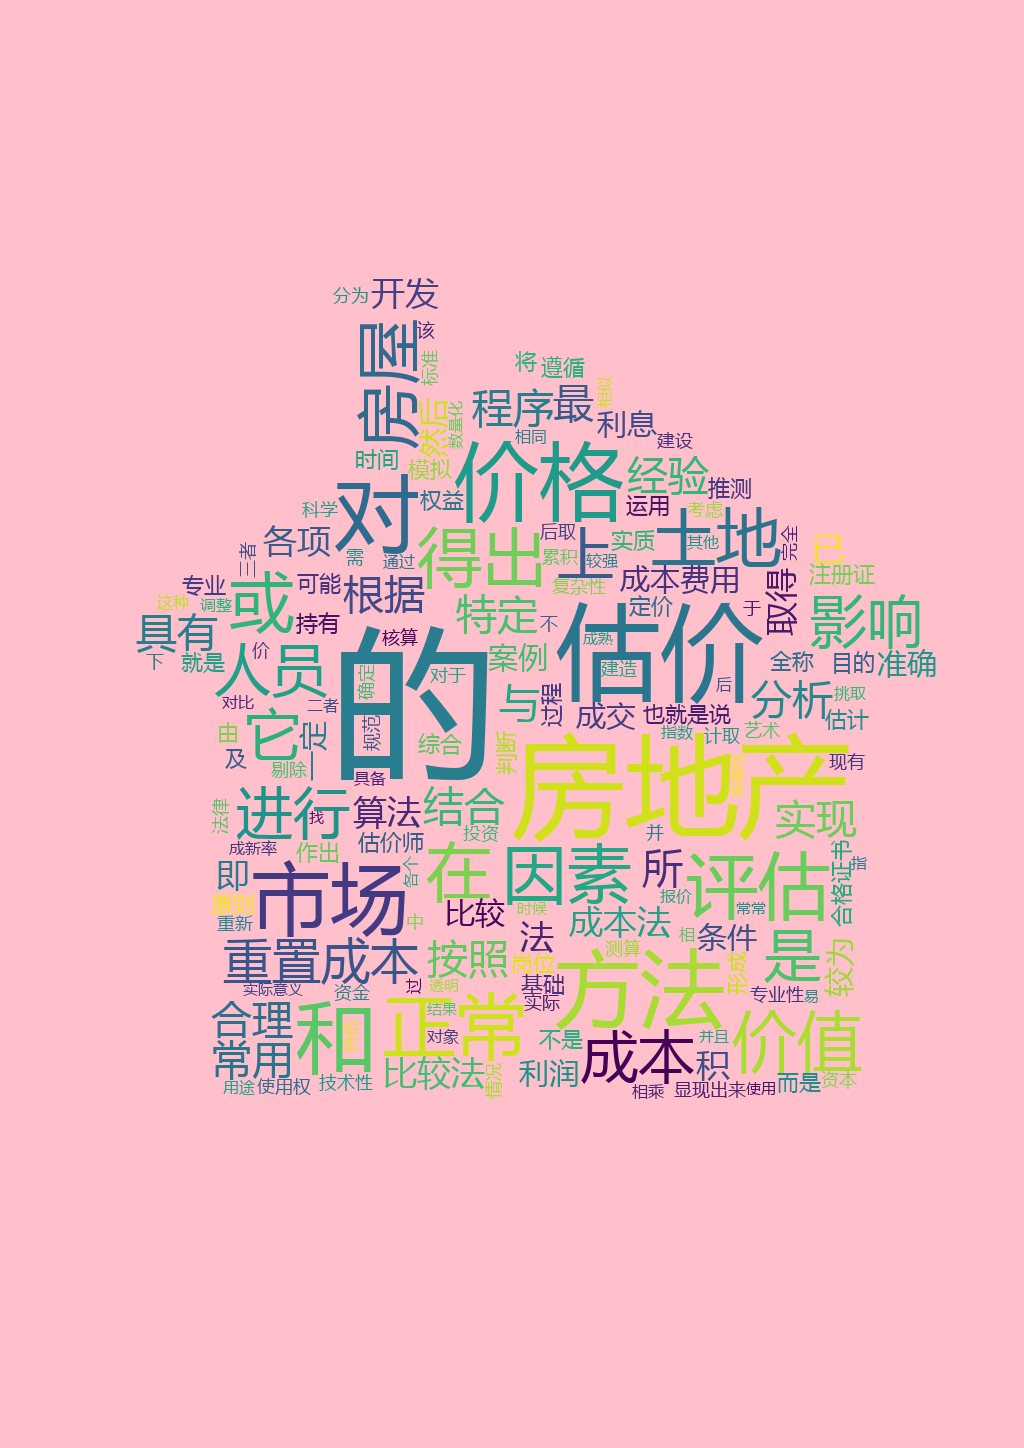 分为
开发
该
房屋
标准
将
遵循
相似
程序
最
然后
数量化
利息
相同
建设
时间
模拟
价格
经验
推测
对
权益
运用
考虑
科学
后取
实质
土地
其他
完全
已
各项
三者
需
通过
得出
累积
上
较强
成本费用
注册证
专业
可能
根据
复杂性
取得
这种
调整
或
持有
特定
不
定价
于
影响
具有
核算
估价
成熟
下
就是
价
人员
的
对于
案例
建造
全称
目的
准确
确定
后
对比
二者
与
过程
成交
也就是说
分析
挑取
估计
由
它
一定
规范
综合
判断
指数
计取
艺术
及
剔除
具备
房地产
现有
法律
进行
找
算法
结合
投资
并
实现
成新率
作出
估价师
即
市场
各个
在
因素
所
评估
合格证书
指
原则
重新
中
比较
时候
报价
常常
成本法
法
相
条件
重置成本
按照
岗位
测算
是
较为
形成
实际意义
资金
过
透明
基础
实际
方法
专业性
易
合理
和
正常
结果
对象
不是
并且
价值
常用
比较法
情况
利润
成本
积
用途
使用权
技术性
相乘
显现出来
使用
而是
资本